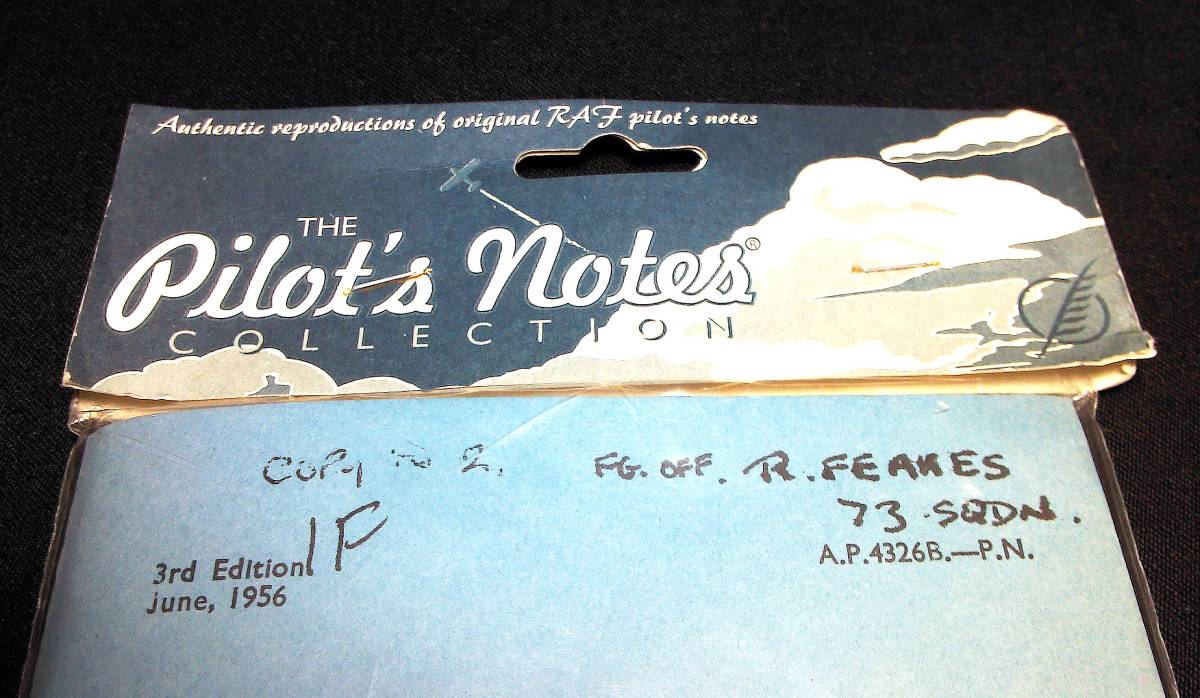 Authentic reproductions of original RAF pilot's notes
THE
Pilot's Notes®
COLLECTION
COPY No 2. FG. OFF. R. FEAKES
73 SQDN.
1F
3rd Edition A.P.4326B.—P.N.
June, 1956